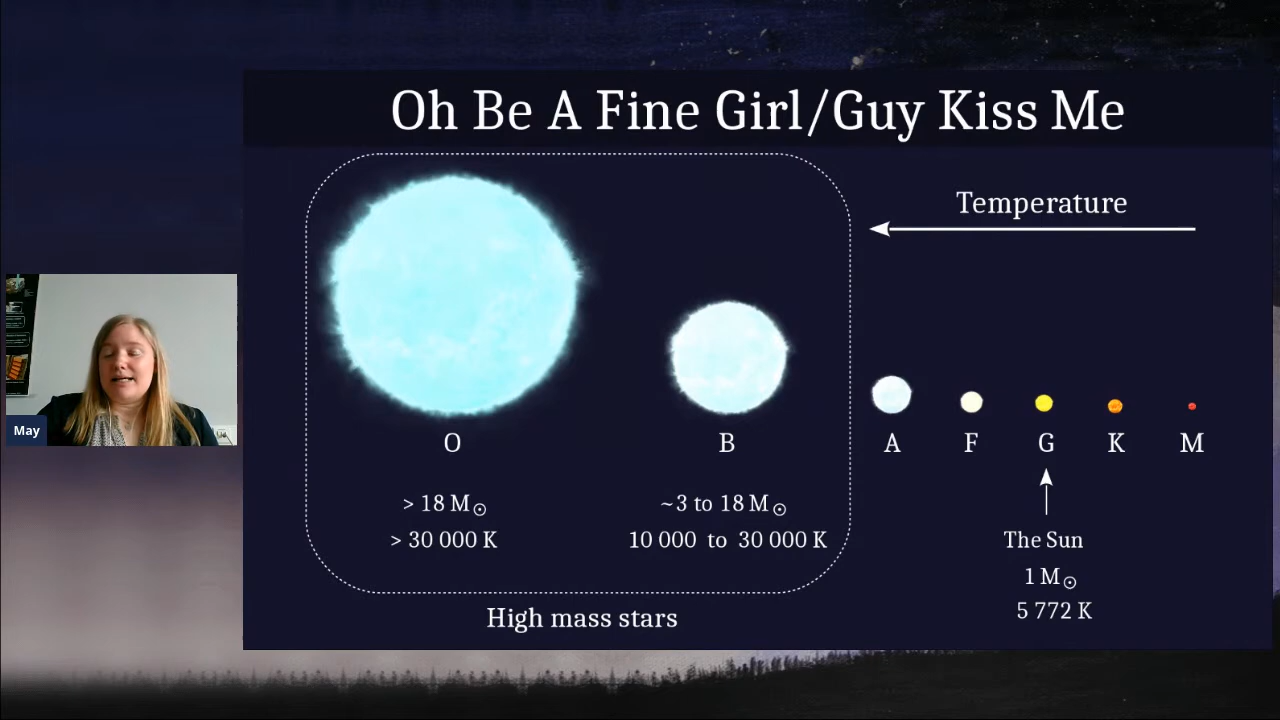 Oh Be A Fine Girl/Guy Kiss Me
Temperature
May
O B A F G K M
> 18 M☉ ~3 to 18 M☉
> 30 000 K 10 000 to 30 000 K
The Sun
1 M☉
5 772 K
High mass stars